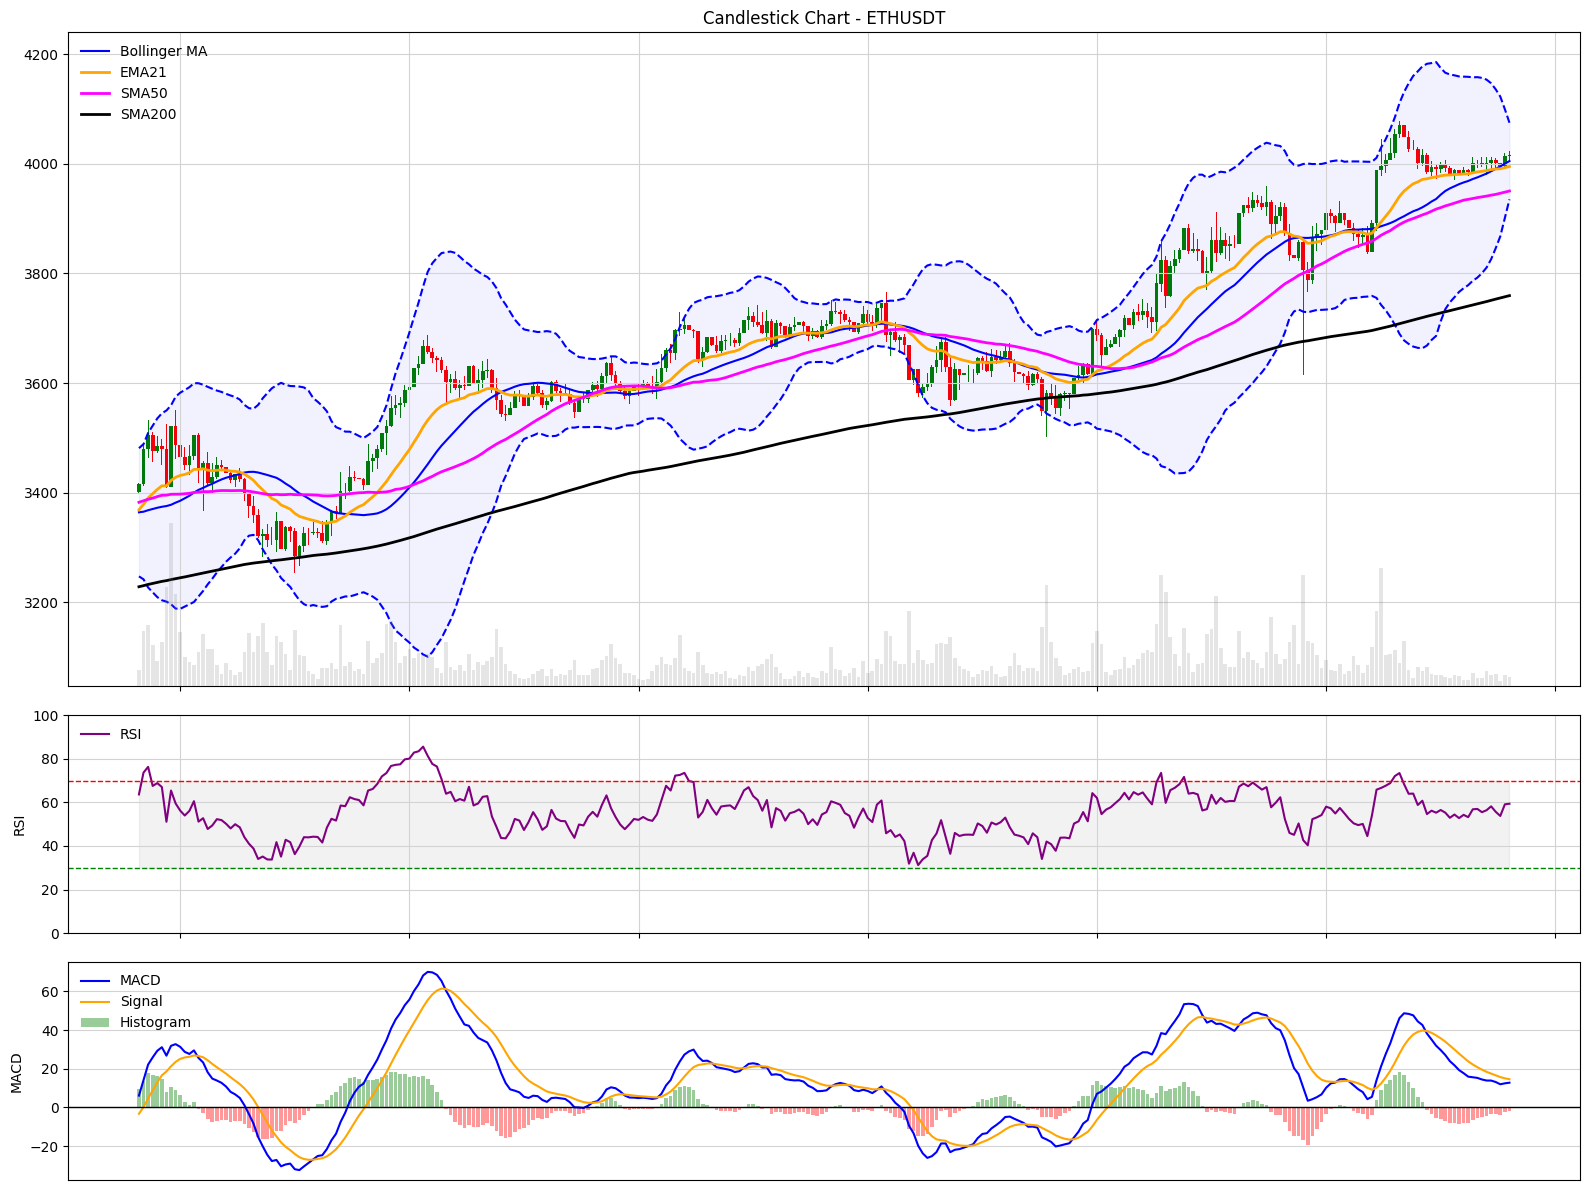 Candlestick Chart - ETHUSDT
Bollinger MA
EMA21
SMA50
SMA200
4200
4000
3800
3600
3400
3200
RSI
100
80
60
40
20
0
RSI
MACD
Signal
Histogram
60
40
20
0
−20
MACD